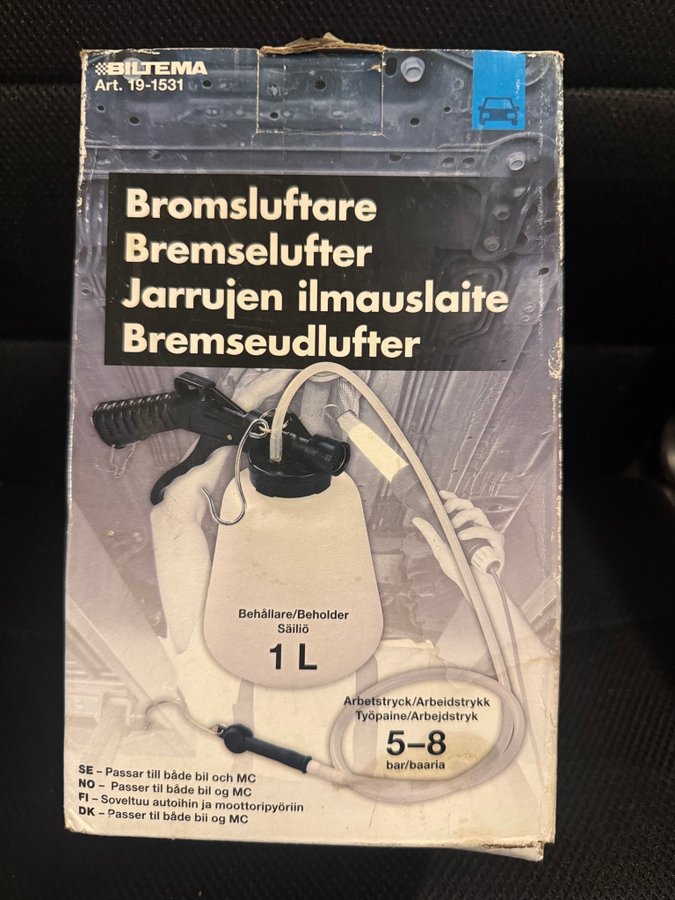 BILTEMA
Art. 19-1531
Bromsluftare
Bremselufter
Jarrujen ilmauslaite
Bremseudlufter
Behållare/Beholder
Säiliö
1 L
Arbetstryck/Arbeidstrykk
Työpaine/Arbejdstryk
5–8
bar/baaria
SE – Passar till både bil och MC
NO – Passer til både bil og MC
FI – Soveltuu autoihin ja moottoripyöriin
DK – Passer til både bil og MC